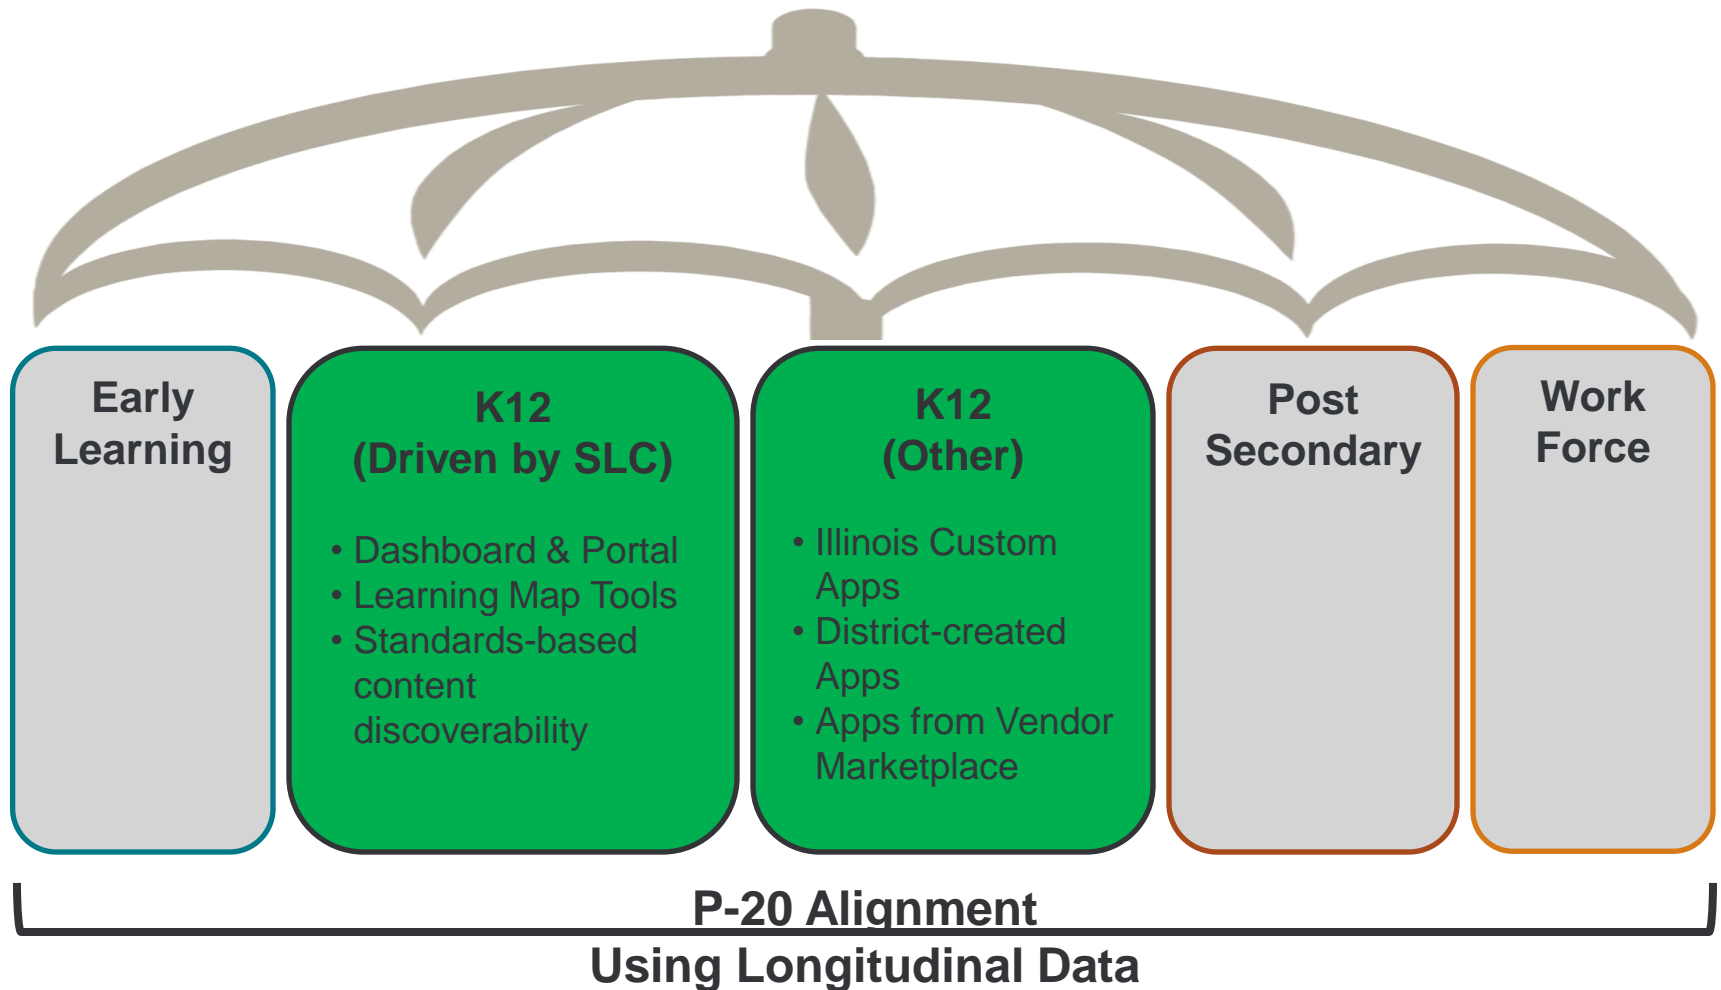 Early
Learning
K12
(Driven by SLC)
• Dashboard & Portal
• Learning Map Tools
• Standards-based
content
discoverability
K12
(Other)
• Illinois Custom
Apps
• District-created
Apps
• Apps from Vendor
Marketplace
Post
Secondary
Work
Force
P-20 Alignment
Using Longitudinal Data